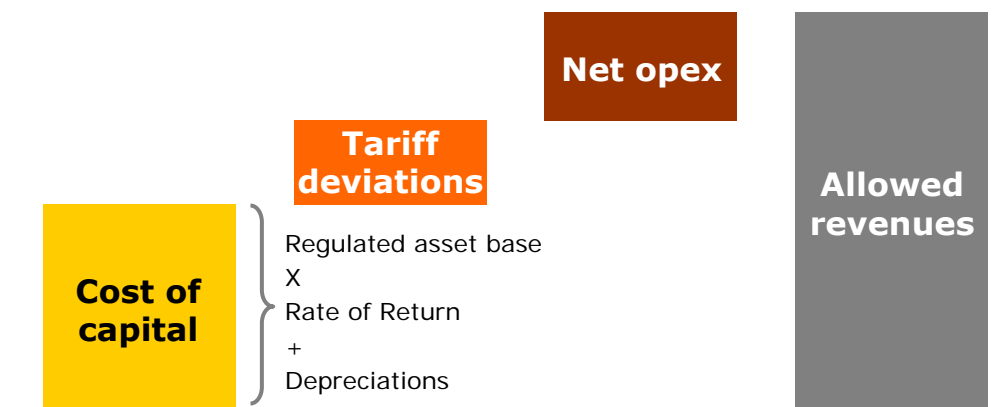 Net opex
Tariff
deviations
Allowed
revenues
Cost of
capital
Regulated asset base
X
Rate of Return
+
Depreciations